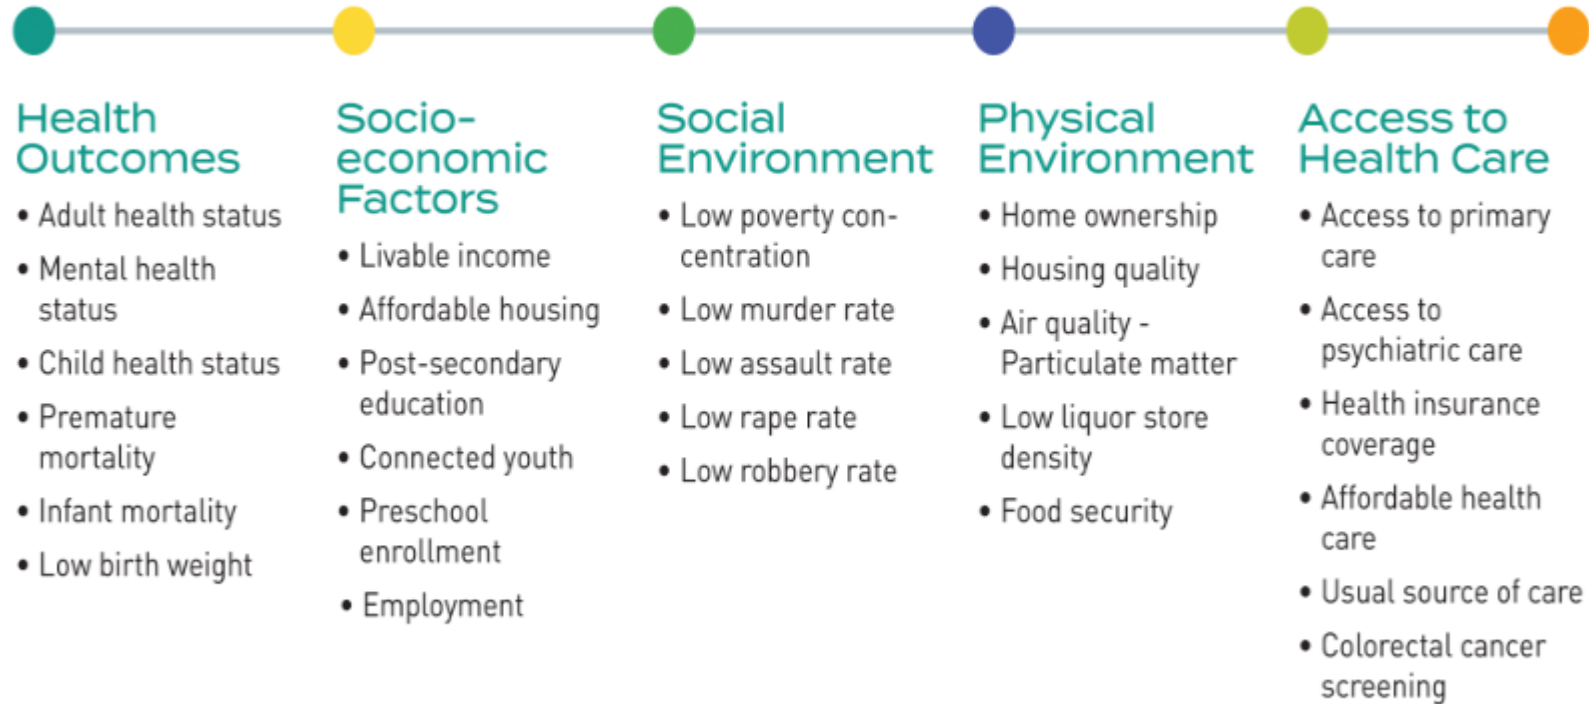 Health
Outcomes
• Adult health status
• Mental health
status
• Child health status
• Premature
mortality
• Infant mortality
• Low birth weight
Socio-
economic
Factors
• Livable income
• Affordable housing
• Post-secondary
education
• Connected youth
• Preschool
enrollment
• Employment
Social
Environment
• Low poverty con-
centration
• Low murder rate
• Low assault rate
• Low rape rate
• Low robbery rate
Physical
Environment
• Home ownership
• Housing quality
• Air quality -
Particulate matter
• Low liquor store
density
• Food security
Access to
Health Care
• Access to primary
care
• Access to
psychiatric care
• Health insurance
coverage
• Affordable health
care
• Usual source of care
• Colorectal cancer
screening